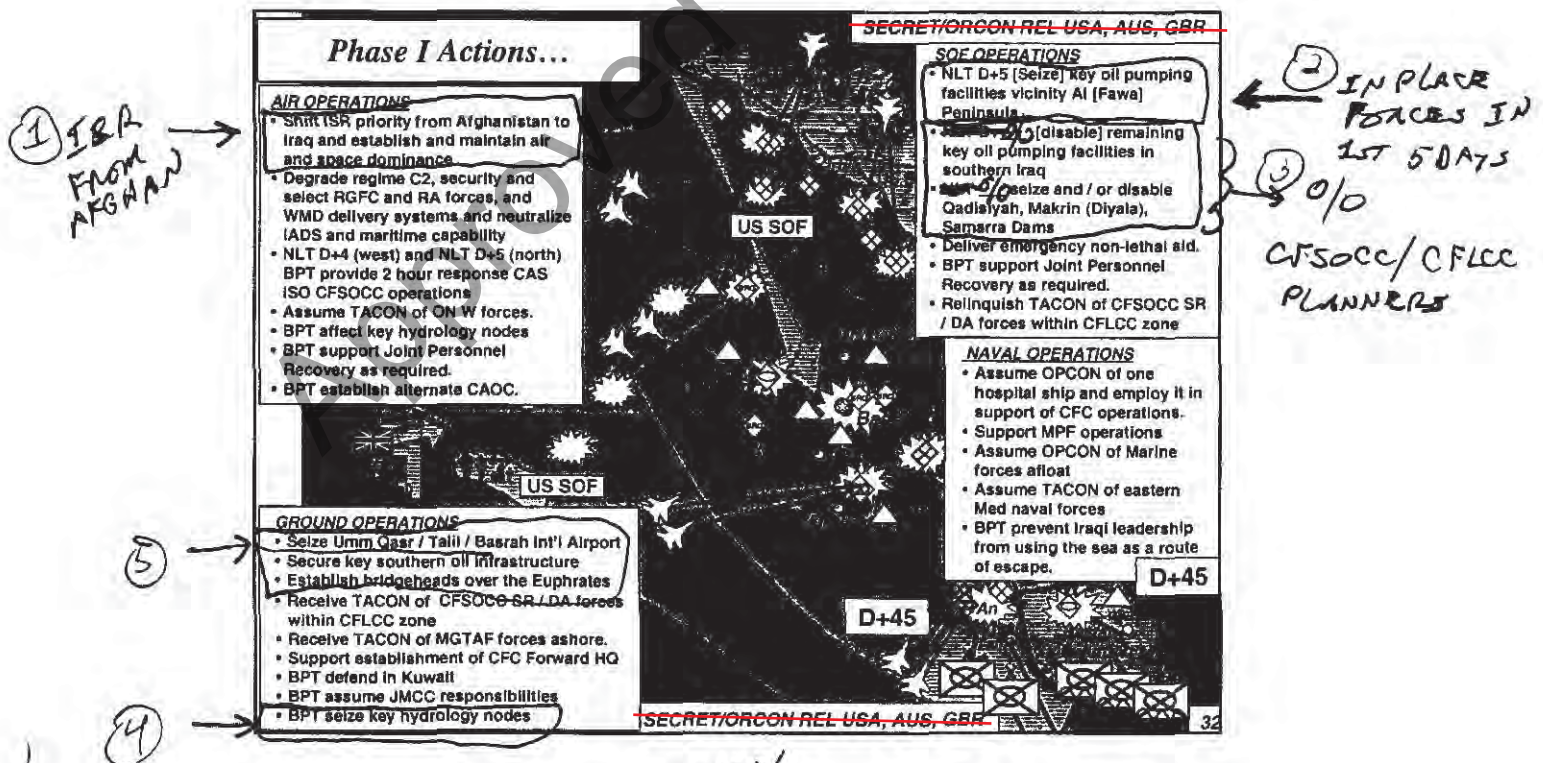 Phase I Actions...
SECRET/ORCON REL USA, AUS, GBR
AIR OPERATIONS
• Shift ISR priority from Afghanistan to
Iraq and establish and maintain air
and space dominance
• Degrade regime C2, security and
select RGFC and RA forces, and
WMD delivery systems and neutralize
IADS and maritime capability
• NLT D+4 (west) and NLT D+5 (north)
BPT provide 2 hour response CAS
ISO CFSOCC operations
• Assume TACON of ONW forces.
• BPT affect key hydrology nodes
• BPT support Joint Personnel
Recovery as required.
• BPT establish alternate CAOC.
1 ISR
FROM
AFGHAN
SOF OPERATIONS
• NLT D+5 [Seize] key oil pumping
facilities vicinity Al [Fawa]
Peninsula
• O/O [disable] remaining
key oil pumping facilities in
southern Iraq
• NLT O/O seize and / or disable
Qadisiyah, Makrin (Diyala),
Samarra Dams
• Deliver emergency non-lethal aid.
• BPT support Joint Personnel
Recovery as required.
• Relinquish TACON of CFSOCC SR
/ DA forces within CFLCC zone
2 IN PLACE
FORCES IN
1ST 5 DAYS
3 O/O
CFSOCC/CFLCC
PLANNERS
US SOF
US SOF
NAVAL OPERATIONS
• Assume OPCON of one
hospital ship and employ it in
support of CFC operations.
• Support MPF operations
• Assume OPCON of Marine
forces afloat
• Assume TACON of eastern
Med naval forces
• BPT prevent Iraqi leadership
from using the sea as a route
of escape.
D+45
D+45
An
GROUND OPERATIONS
• Seize Umm Qasr / Talil / Basrah Int'l Airport
• Secure key southern oil infrastructure
• Establish bridgeheads over the Euphrates
• Receive TACON of CFSOCC SR / DA forces
within CFLCC zone
• Receive TACON of MGTAF forces ashore.
• Support establishment of CFC Forward HQ
• BPT defend in Kuwait
• BPT assume JMCC responsibilities
• BPT seize key hydrology nodes
5
4
SECRET/ORCON REL USA, AUS, GBR
32
Approved